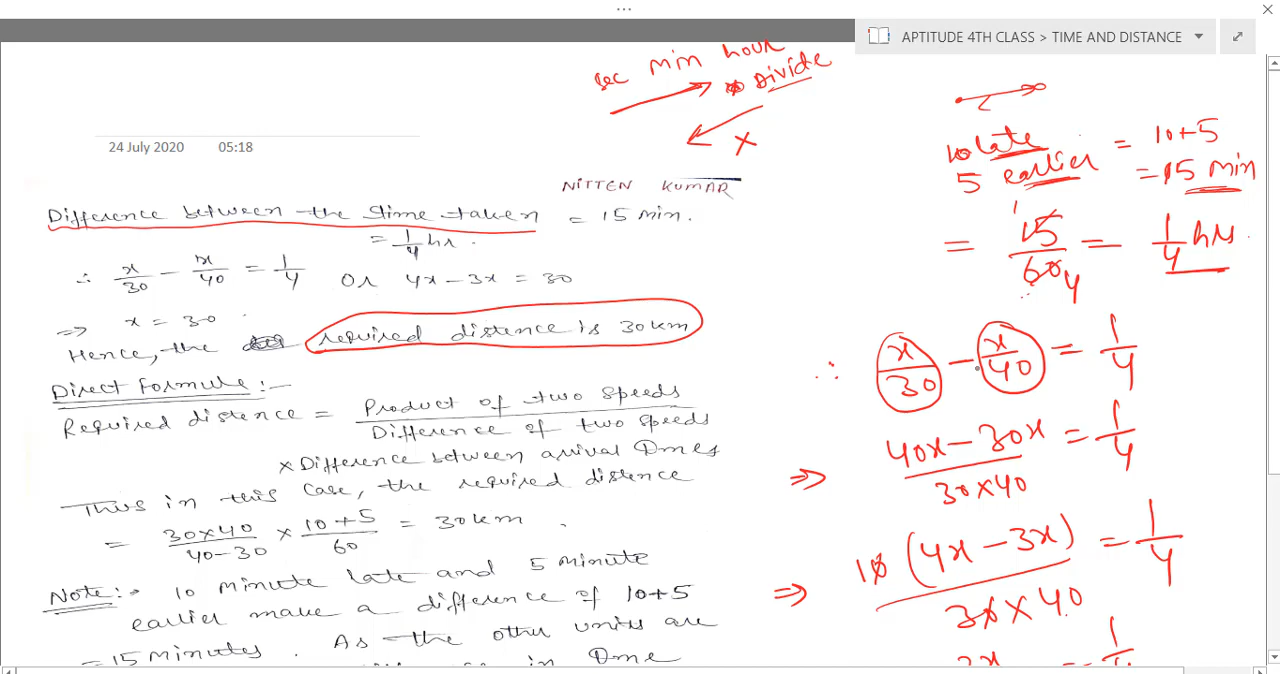 APTITUDE 4TH CLASS > TIME AND DISTANCE
sec min hour
Divide
×
24 July 2020 05:18
NITTEN KUMAR
Difference between the time taken = 15 min.
= 1/4 hr.
∴ x/30 - x/40 = 1/4 Or 4x - 3x = 30
=> x = 30
Hence, the required distence is 30km
Direct Formule :-
Required distence = Product of two speeds / Difference of two speeds
× Difference between arival times
Thus in this case, the required distence
= 30×40/40-30 × 10+5/60 = 30km.
Note:- 10 minute late and 5 minute
earlier make a difference of 10+5
=15 minutes. As the other units are
in time
10 late
5 earlier = 10+5
= 15 min
= 15/60 = 1/4 hrs.
∴ x/30 - x/40 = 1/4
=> 40x-30x/30×40 = 1/4
=> 10(4x-3x)/30×40 = 1/4